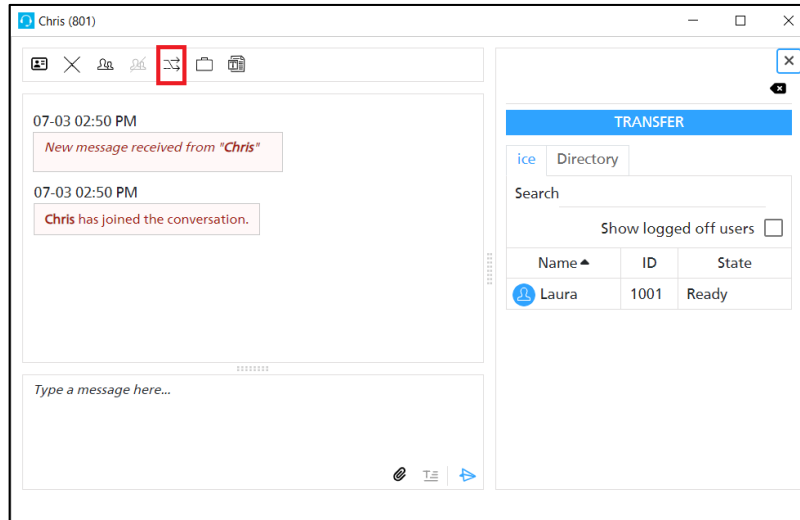 Chris (801)
07-03 02:50 PM
New message received from "Chris"
07-03 02:50 PM
Chris has joined the conversation.
Type a message here...
TRANSFER
ice Directory
Search
Show logged off users
Name ID State
Laura 1001 Ready